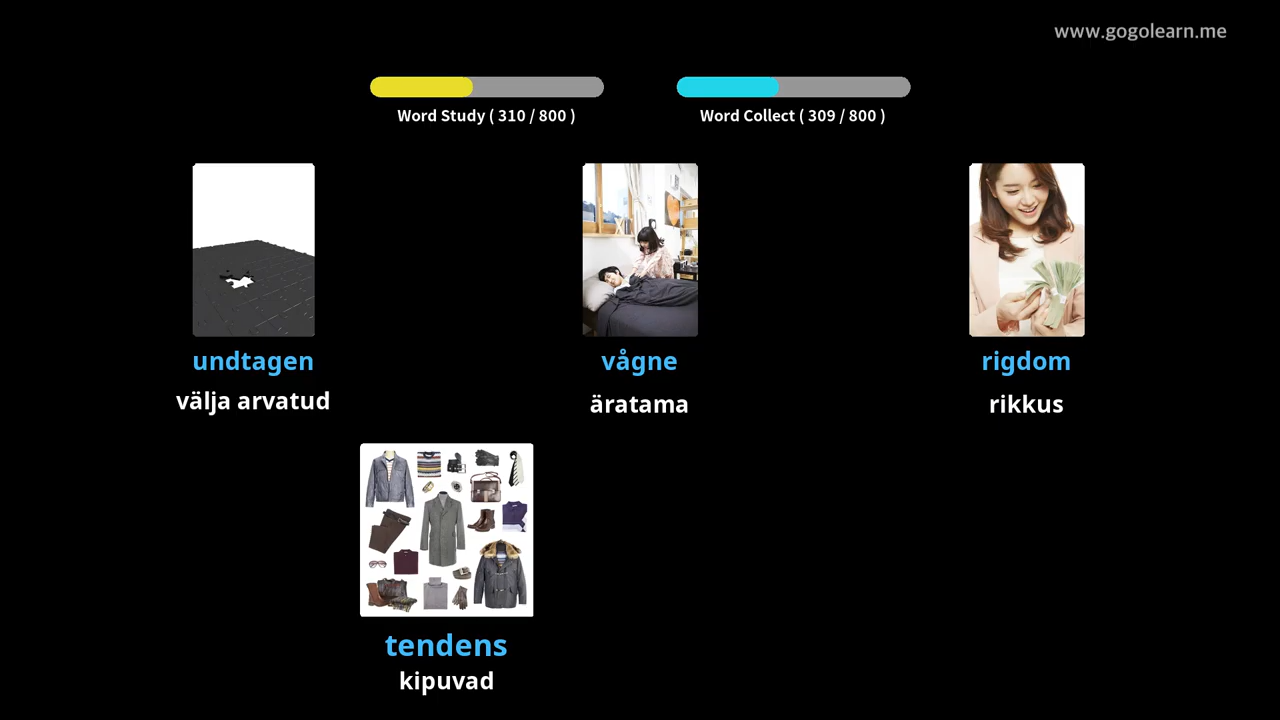 www.gogolearn.me
Word Study ( 310 / 800 )
Word Collect ( 309 / 800 )
undtagen
vågne
rigdom
välja arvatud
äratama
rikkus
tendens
kipuvad